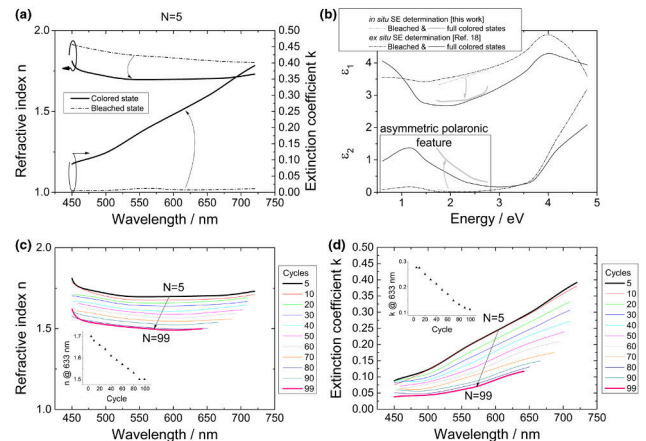 (a)
N=5
Refractive index n
2.0
1.5
1.0
Colored state
Bleached state
0.50
0.45
0.40
0.35
0.30
0.25
0.20
0.15
0.10
0.05
0.00
Extinction coefficient k
450 500 550 600 650 700 750
Wavelength / nm
(b)
in situ SE determination [this work]
Bleached & full colored states
ex situ SE determination [Ref. 18]
Bleached & full colored states
ε1
4
3
2
ε2
1
0
asymmetric polaronic
feature
1 2 3 4 5
Energy / eV
(c)
Refractive index n
2.0
1.5
1.0
N=5
N=99
n @ 633 nm
1.7
1.6
1.5
0 20 40 60 80 100
Cycle
450 500 550 600 650 700 750
Wavelength / nm
Cycles
5
10
20
30
40
50
60
70
80
90
99
(d)
Extinction coefficient k
0.50
0.45
0.40
0.35
0.30
0.25
0.20
0.15
0.10
0.05
0.00
k @ 633 nm
0.3
0.2
0.1
0 20 40 60 80 100
Cycle
N=5
N=99
400 450 500 550 600 650 700 750
Wavelength / nm
Cycles
5
10
20
30
40
50
60
70
80
90
99